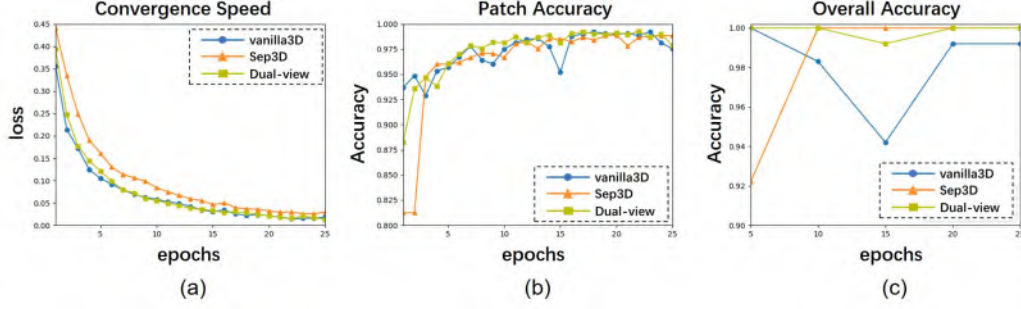 Convergence Speed
0.45
0.40
0.35
0.30
0.25
0.20
0.15
0.10
0.05
0.00
loss
vanilla3D
Sep3D
Dual-view
5
10
15
20
25
epochs
(a)
Patch Accuracy
1.000
0.975
0.950
0.925
0.900
0.875
0.850
0.825
0.800
Accuracy
vanilla3D
Sep3D
Dual-view
5
10
15
20
25
epochs
(b)
Overall Accuracy
1.00
0.98
0.96
0.94
0.92
0.90
Accuracy
vanilla3D
Sep3D
Dual-view
5
10
15
20
25
epochs
(c)